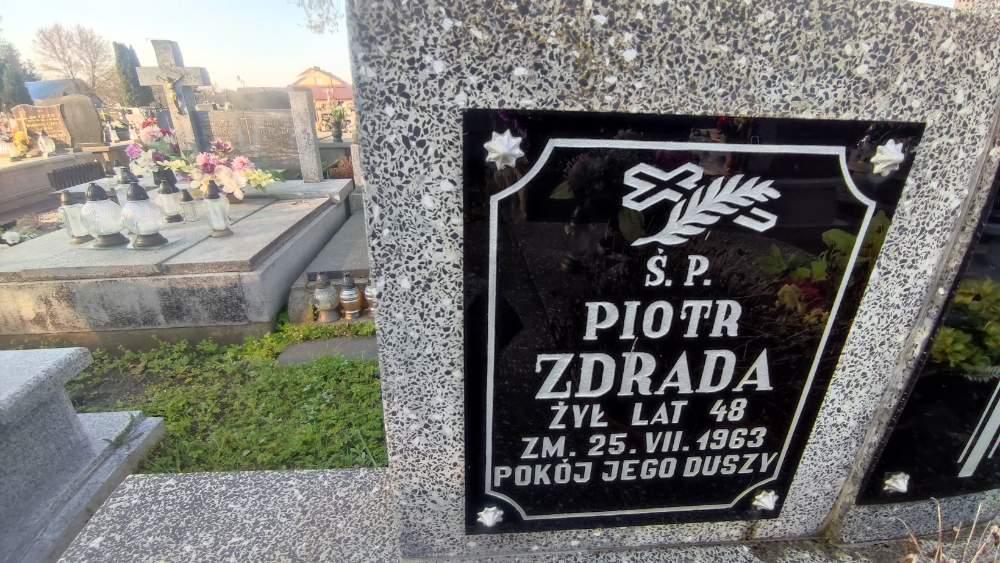 Ś. P.
PIOTR
ZDRADA
ŻYŁ LAT 48
ZM. 25. VII. 1963
POKÓJ JEGO DUSZY